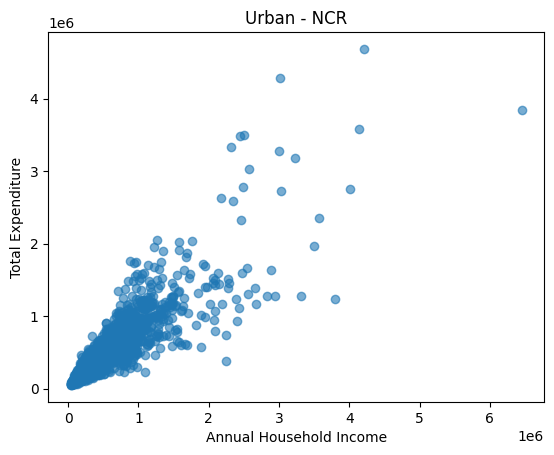 Urban - NCR
1e6
Total Expenditure
4
3
2
1
0
0 1 2 3 4 5 6
1e6
Annual Household Income